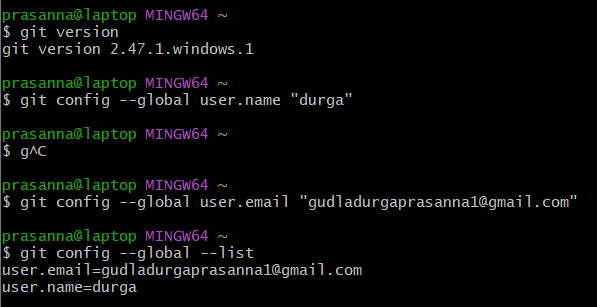 prasanna@laptop MINGW64 ~
$ git version
git version 2.47.1.windows.1
prasanna@laptop MINGW64 ~
$ git config --global user.name "durga"
prasanna@laptop MINGW64 ~
$ g^C
prasanna@laptop MINGW64 ~
$ git config --global user.email "gudladurgaprasanna1@gmail.com"
prasanna@laptop MINGW64 ~
$ git config --global --list
user.email=gudladurgaprasanna1@gmail.com
user.name=durga